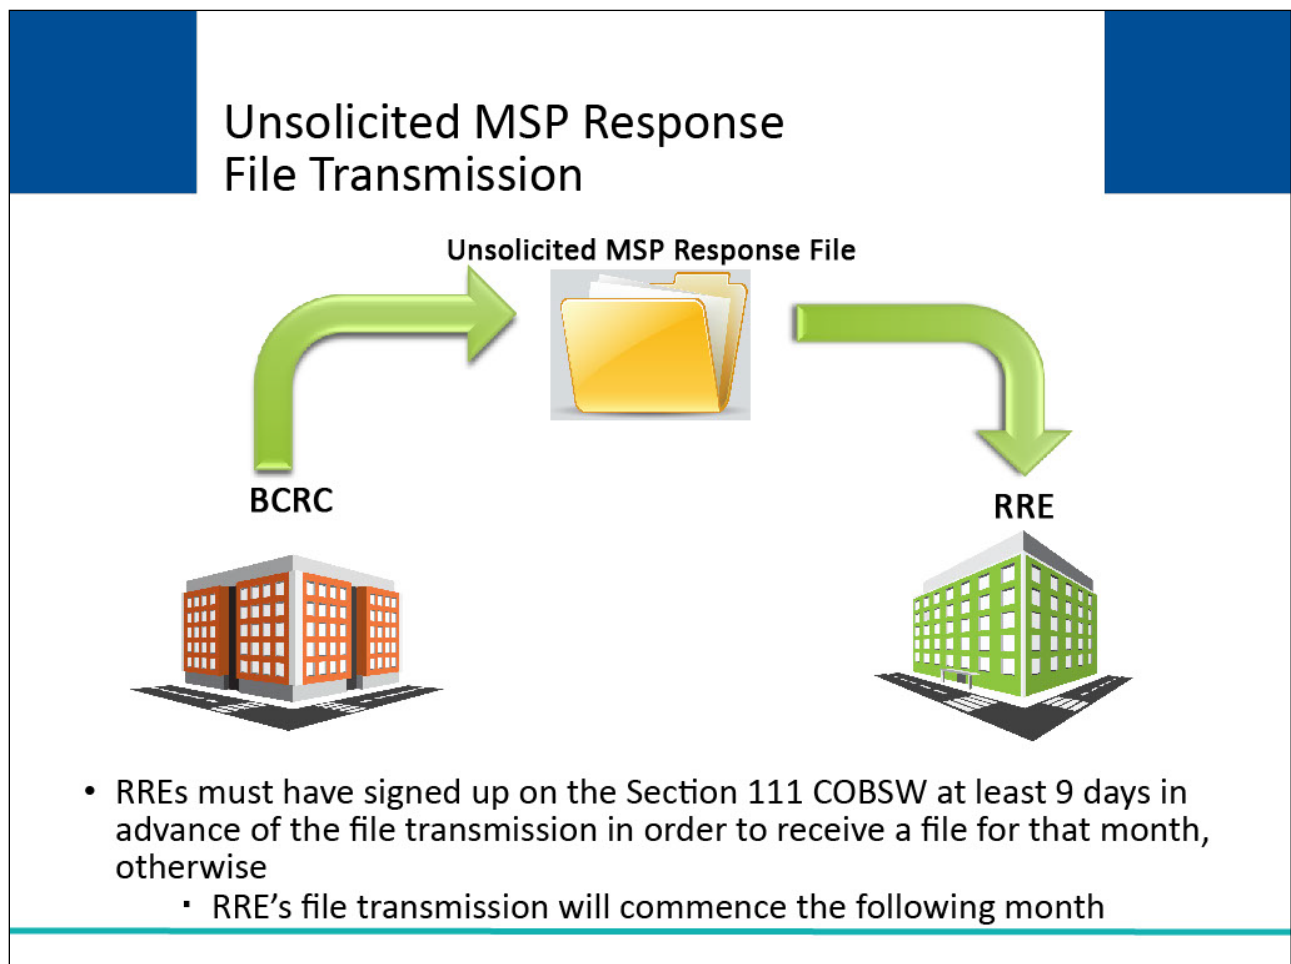 Unsolicited MSP Response
File Transmission
Unsolicited MSP Response File
BCRC
RRE
• RREs must have signed up on the Section 111 COBSW at least 9 days in
advance of the file transmission in order to receive a file for that month,
otherwise
▪ RRE’s file transmission will commence the following month